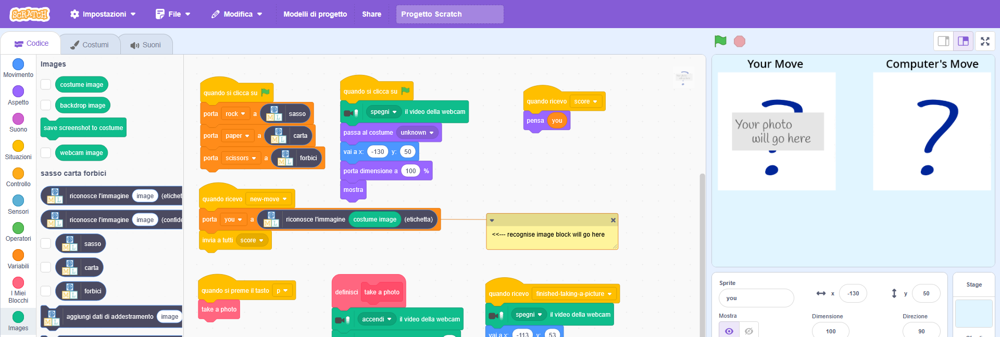 SCRATCH
Impostazioni
File
Modifica
Modelli di progetto
Share
Progetto Scratch
Codice
Costumi
Suoni
Movimento
Aspetto
Suono
Situazioni
Controllo
Sensori
Operatori
Variabili
I Miei
Blocchi
Images
Images
costume image
backdrop image
save screenshot to costume
webcam image
sasso carta forbici
riconosce l'immagine image (etichet
riconosce l'immagine image (confide
sasso
carta
forbici
aggiungi dati di addestramento image
quando si clicca su
porta rock a sasso
porta paper a carta
porta scissors a forbici
quando ricevo new-move
porta you a riconosce l'immagine costume image (etichetta)
invia a tutti score
<<--- recognise image block will go here
quando si clicca su
spegni il video della webcam
passa al costume unknown
vai a x: -130 y: 50
porta dimensione a 100 %
mostra
quando ricevo score
pensa you
quando si preme il tasto p
take a photo
definisci take a photo
accendi il video della webcam
quando ricevo finished-taking-a-picture
spegni il video della webcam
vai a x: -113 y: 53
Your Move
Computer's Move
?
Your photo
will go here
?
Sprite
you
x -130
y 50
Mostra
Dimensione
100
Direzione
90
Stage